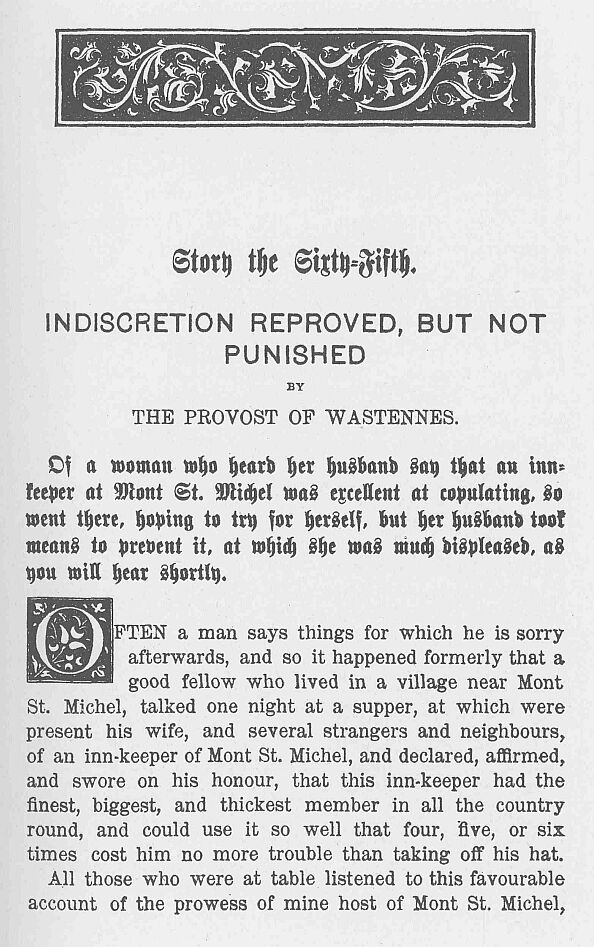 Story the Sixty-Fifth.
INDISCRETION REPROVED, BUT NOT
PUNISHED
BY
THE PROVOST OF WASTENNES.
Of a woman who heard her husband say that an inn-
keeper at Mont St. Michel was excellent at copulating, so
went there, hoping to try for herself, but her husband took
means to prevent it, at which she was much displeased, as
you will hear shortly.
OFTEN a man says things for which he is sorry
afterwards, and so it happened formerly that a
good fellow who lived in a village near Mont
St. Michel, talked one night at a supper, at which were
present his wife, and several strangers and neighbours,
of an inn-keeper of Mont St. Michel, and declared, affirmed,
and swore on his honour, that this inn-keeper had the
finest, biggest, and thickest member in all the country
round, and could use it so well that four, five, or six
times cost him no more trouble than taking off his hat.
All those who were at table listened to this favourable
account of the prowess of mine host of Mont St. Michel,